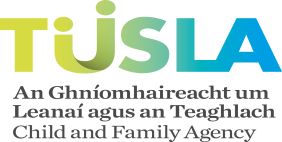 TUSLA
An Ghníomhaireacht um
Leanaí agus an Teaghlach
Child and Family Agency